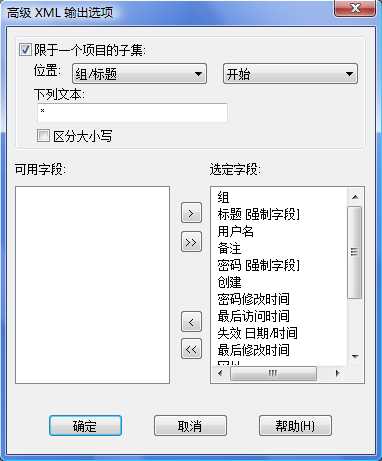 高级 XML 输出选项
限于一个项目的子集:
位置: 组/标题 开始
下列文本:
*
区分大小写
可用字段: 选定字段:
组
标题 [强制字段]
用户名
备注
密码 [强制字段]
创建
密码修改时间
最后访问时间
失效 日期/时间
最后修改时间
> 
>>
<
<<
确定 取消 帮助(H)